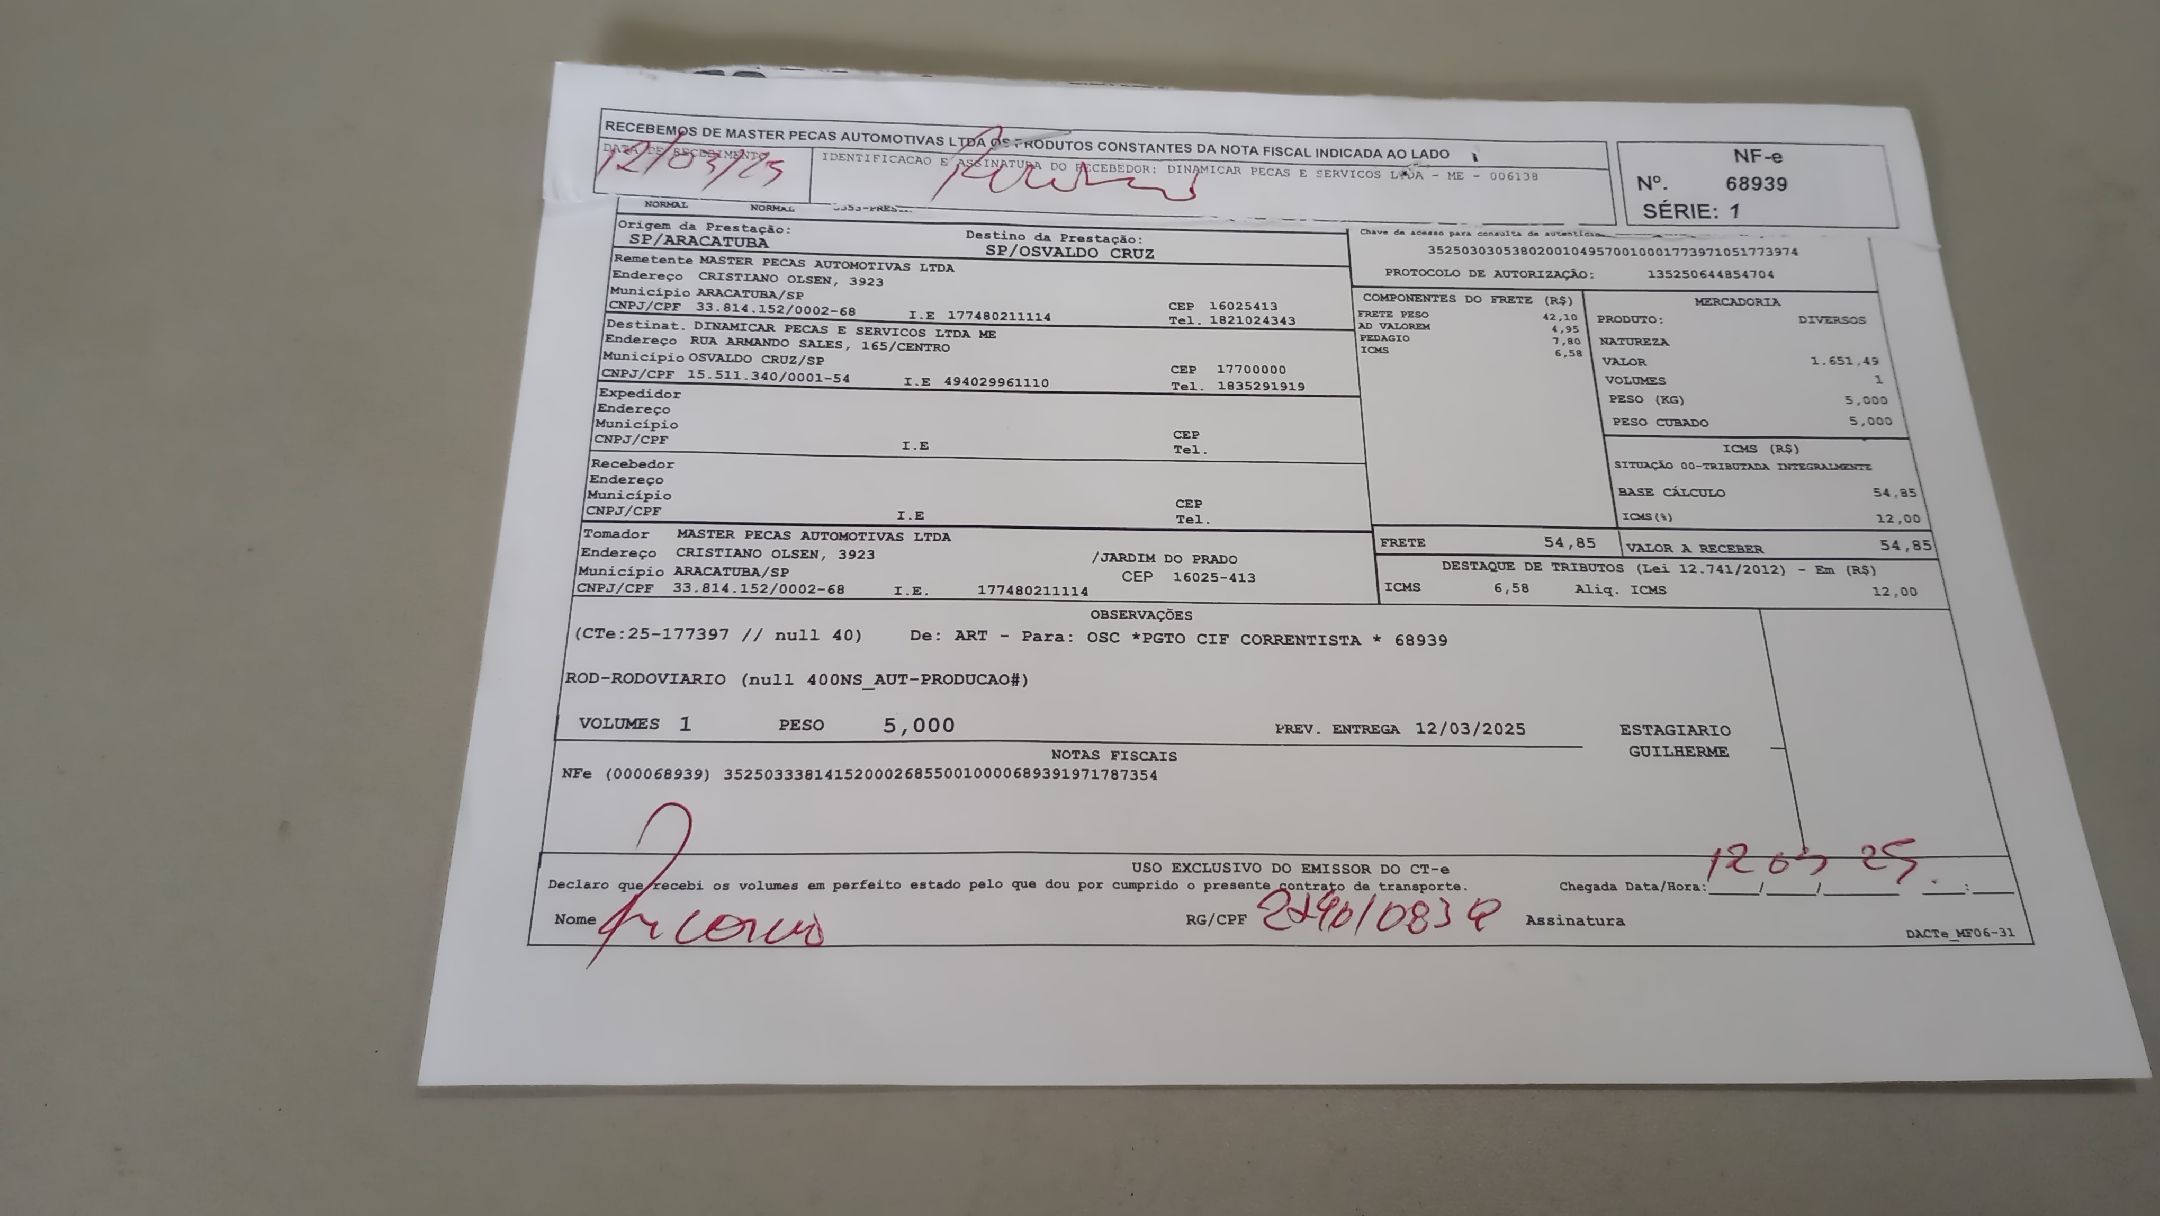 RECEBEMOS DE MASTER PECAS AUTOMOTIVAS LTDA OS PRODUTOS CONSTANTES DA NOTA FISCAL INDICADA AO LADO
DATA DE RECEBIMENTO
12/03/25
IDENTIFICACAO E ASSINATURA DO RECEBEDOR: DINAMICAR PECAS E SERVICOS LTDA - ME - 006138
NF-e
Nº. 68939
SÉRIE: 1
NORMAL NORMAL
Origem da Prestação:
SP/ARACATUBA
Destino da Prestação:
SP/OSVALDO CRUZ
Remetente MASTER PECAS AUTOMOTIVAS LTDA
Endereço CRISTIANO OLSEN, 3923
Município ARACATUBA/SP CEP 16025413
CNPJ/CPF 33.814.152/0002-68 I.E 177480211114 Tel. 1821024343
Destinat. DINAMICAR PECAS E SERVICOS LTDA ME
Endereço RUA ARMANDO SALES, 165/CENTRO
Município OSVALDO CRUZ/SP CEP 17700000
CNPJ/CPF 15.511.340/0001-54 I.E 494029961110 Tel. 1835291919
Expedidor
Endereço
Município CEP
CNPJ/CPF I.E Tel.
Recebedor
Endereço
Município CEP
CNPJ/CPF I.E Tel.
Tomador MASTER PECAS AUTOMOTIVAS LTDA
Endereço CRISTIANO OLSEN, 3923 /JARDIM DO PRADO
Município ARACATUBA/SP CEP 16025-413
CNPJ/CPF 33.814.152/0002-68 I.E. 177480211114
Chave de acesso para consulta de autenticidade
35250303053802001049570010001773971051773974
PROTOCOLO DE AUTORIZAÇÃO: 135250644854704
COMPONENTES DO FRETE (R$)
FRETE PESO 42,10
AD VALOREM 4,95
PEDAGIO 7,80
ICMS 6,58
MERCADORIA
PRODUTO: DIVERSOS
NATUREZA
VALOR 1.651,49
VOLUMES 1
PESO (KG) 5,000
PESO CUBADO 5,000
ICMS (R$)
SITUAÇÃO 00-TRIBUTADA INTEGRALMENTE
BASE CÁLCULO 54,85
ICMS(%) 12,00
FRETE 54,85 VALOR A RECEBER 54,85
DESTAQUE DE TRIBUTOS (Lei 12.741/2012) - Em (R$)
ICMS 6,58 Aliq. ICMS 12,00
OBSERVAÇÕES
(CTe:25-177397 // null 40) De: ART - Para: OSC *PGTO CIF CORRENTISTA * 68939
ROD-RODOVIARIO (null 400NS_AUT-PRODUCAO#)
VOLUMES 1 PESO 5,000 PREV. ENTREGA 12/03/2025
ESTAGIARIO
GUILHERME
NOTAS FISCAIS
NFe (000068939) 35250333814152000268550010000689391971787354
USO EXCLUSIVO DO EMISSOR DO CT-e
Declaro que recebi os volumes em perfeito estado pelo que dou por cumprido o presente contrato de transporte.
Chegada Data/Hora: 12 03 25
Nome RG/CPF Assinatura
DACTe_MF06-31